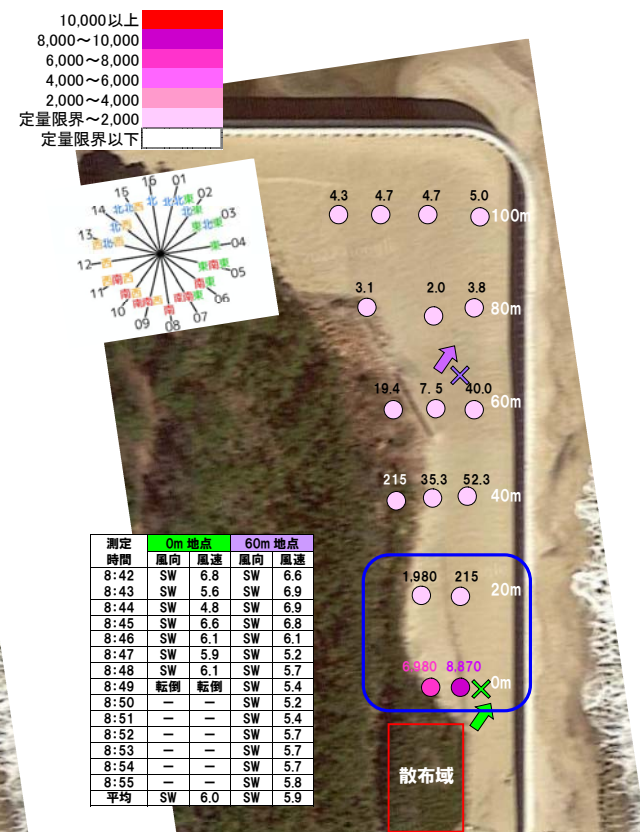 10,000以上
8,000～10,000
6,000～8,000
4,000～6,000
2,000～4,000
定量限界～2,000
定量限界以下
16 北
01 北北東
02 北東
03 東北東
04 東
05 東南東
06 南東
07 南南東
08 南
09 南南西
10 南西
11 西南西
12 西
13 西北西
14 北西
15 北北西
4.3 4.7 4.7 5.0
100m
3.1 2.0 3.8
80m
19.4 7.5 40.0
60m
215 35.3 52.3
40m
1,980 215
20m
6,980 8,870
0m
散布域
測定時間 0m 地点 60m 地点
風向 風速 風向 風速
8:42 SW 6.8 SW 6.6
8:43 SW 5.6 SW 6.9
8:44 SW 4.8 SW 6.9
8:45 SW 6.6 SW 6.8
8:46 SW 6.1 SW 6.1
8:47 SW 5.9 SW 5.2
8:48 SW 6.1 SW 5.7
8:49 転倒 転倒 SW 5.4
8:50 － － SW 5.2
8:51 － － SW 5.4
8:52 － － SW 5.7
8:53 － － SW 5.7
8:54 － － SW 5.7
8:55 － － SW 5.8
平均 SW 6.0 SW 5.9